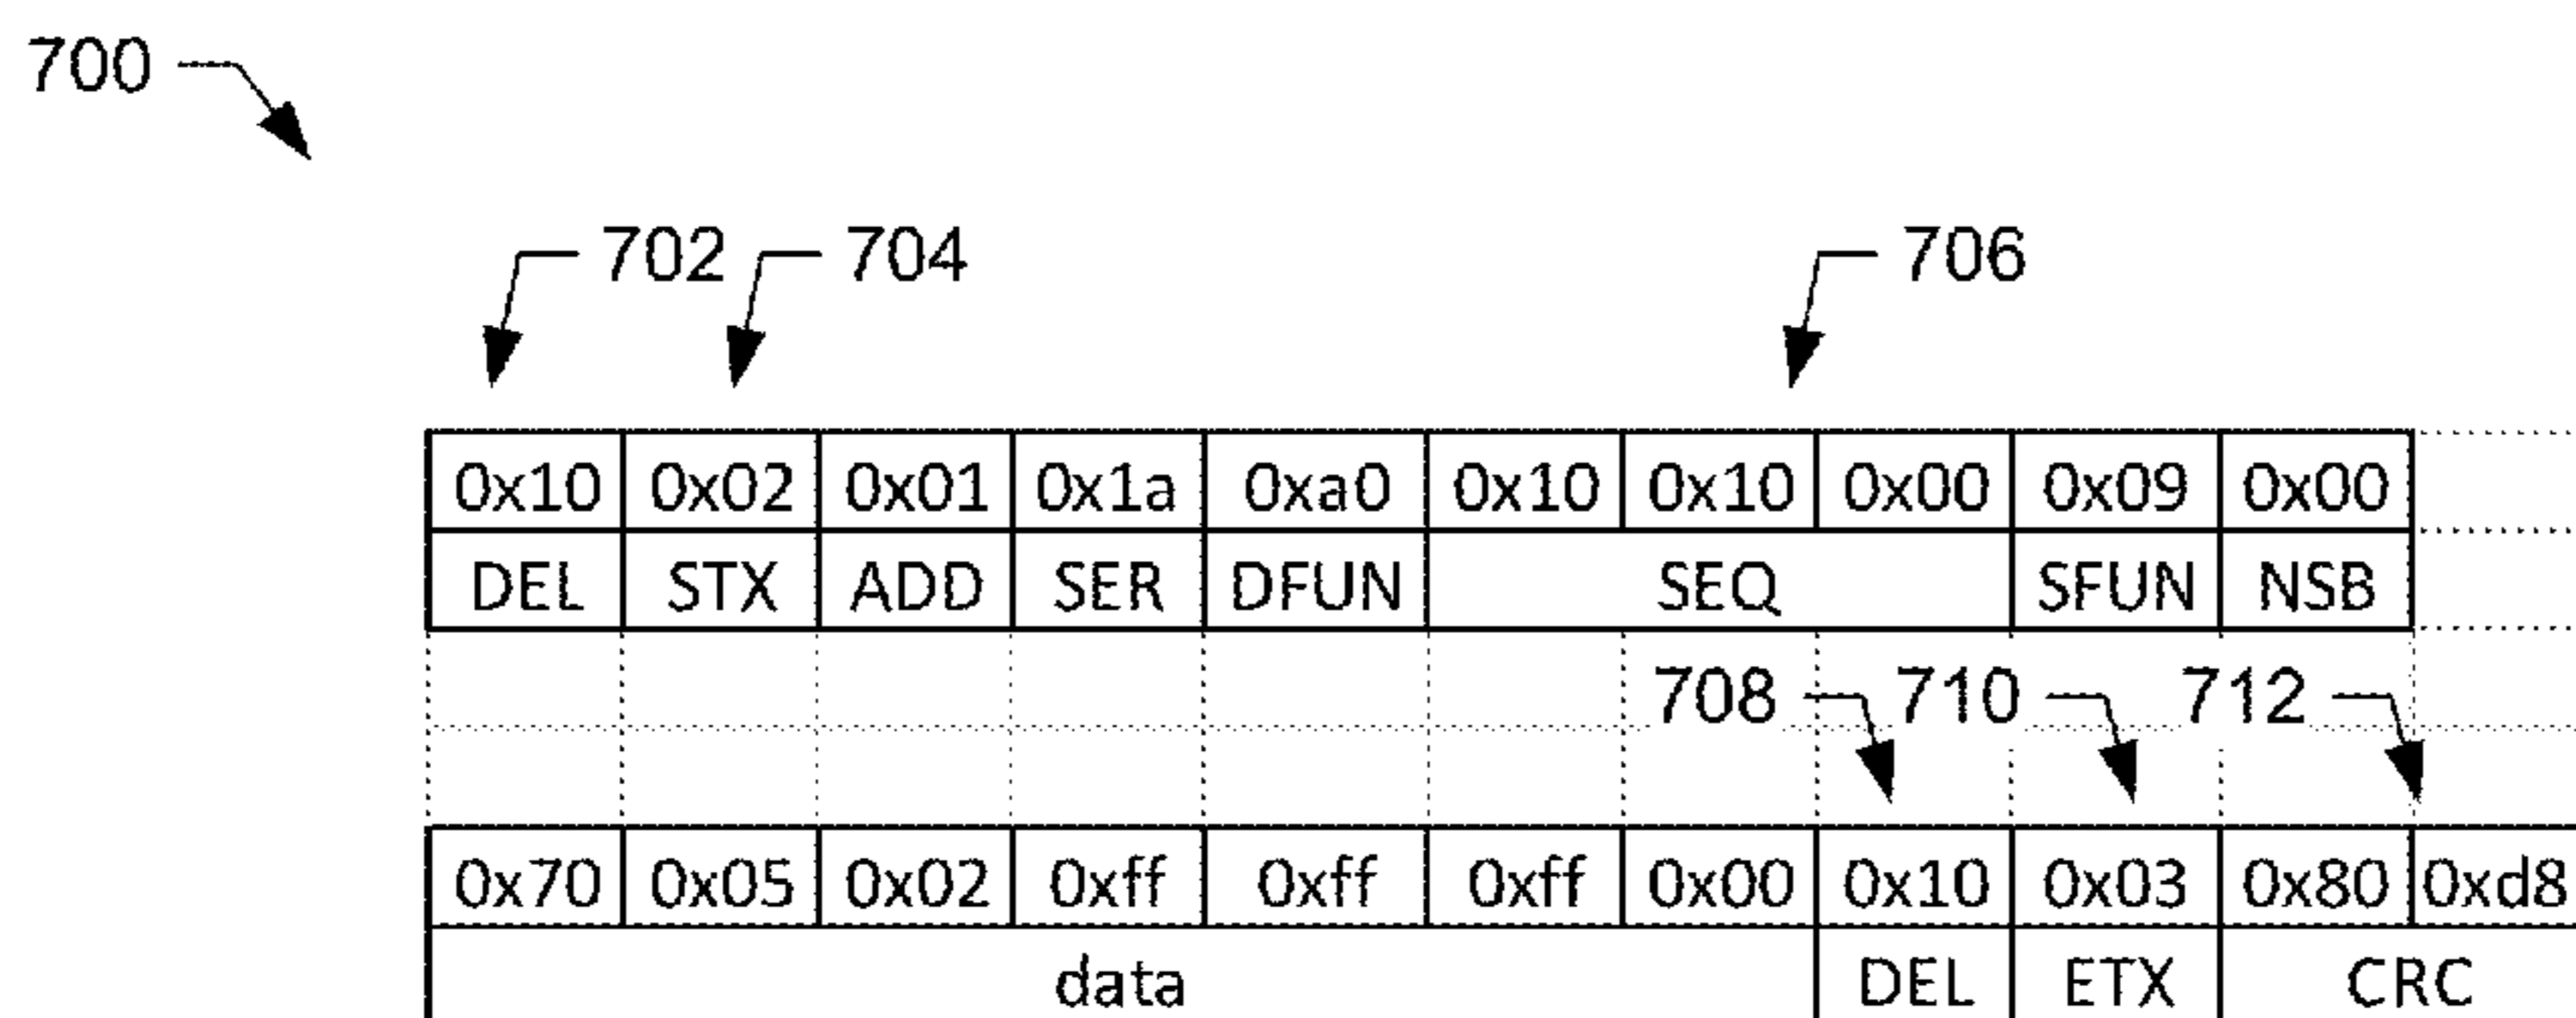 700
702 704 706
0x10 0x02 0x01 0x1a 0xa0 0x10 0x10 0x00 0x09 0x00
DEL STX ADD SER DFUN SEQ SFUN NSB
708 710 712
0x70 0x05 0x02 0xff 0xff 0xff 0x00 0x10 0x03 0x80 0xd8
data DEL ETX CRC